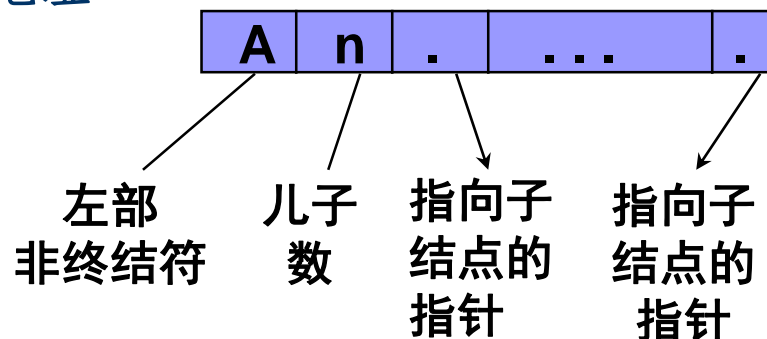 A n . ... .
左部 儿子 指向子 指向子
非终结符 数 结点的 结点的
指针 指针